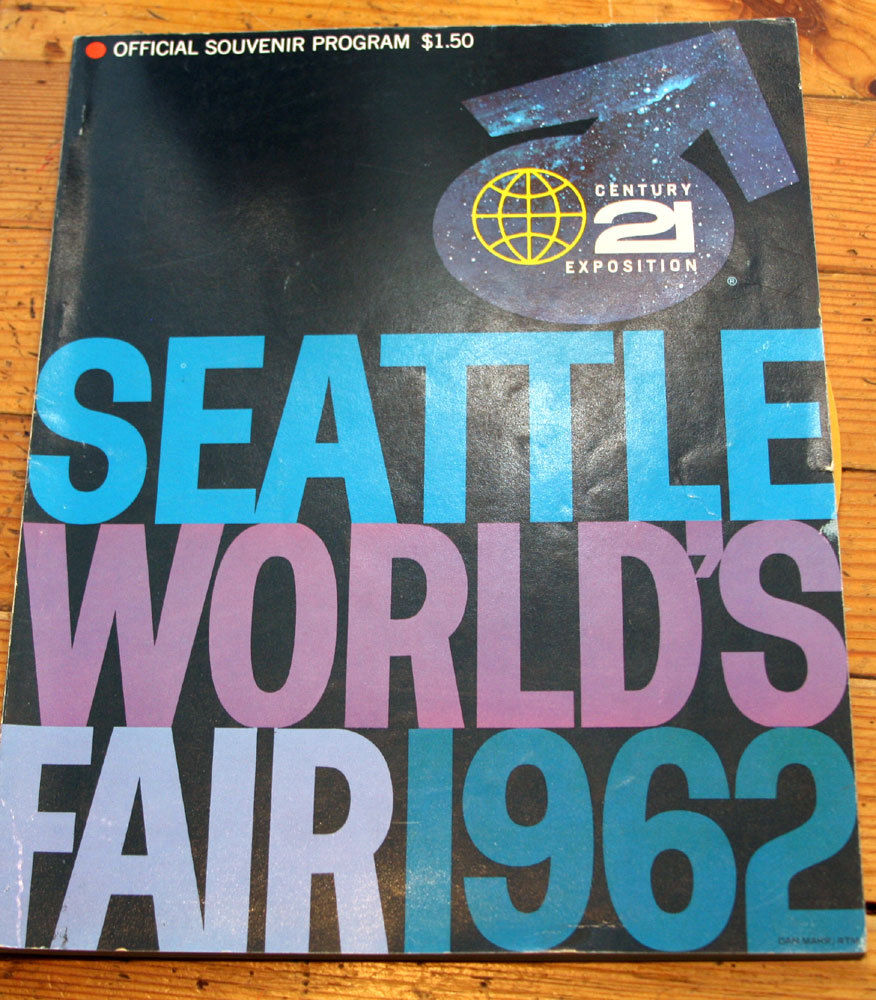 OFFICIAL SOUVENIR PROGRAM $1.50
CENTURY
21
EXPOSITION
®
SEATTLE
WORLD'S
FAIR 1962